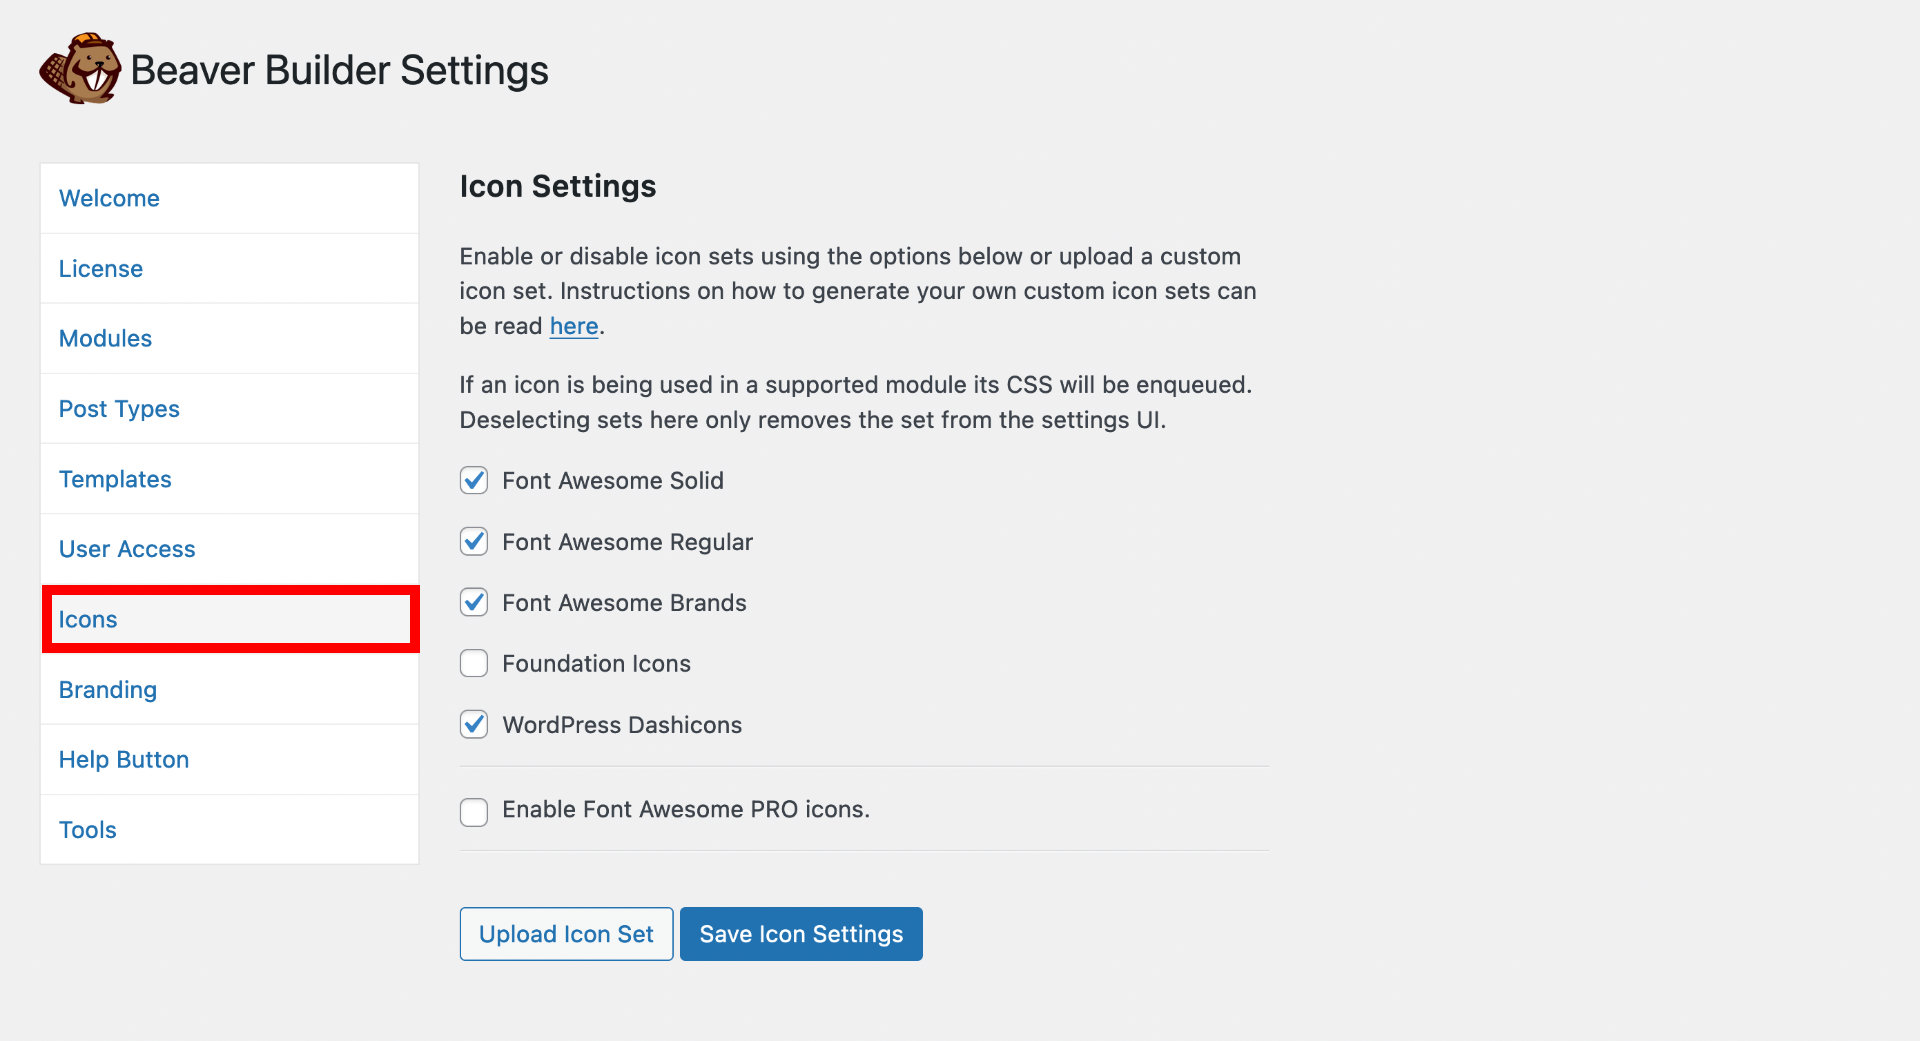 Beaver Builder Settings
Welcome
License
Modules
Post Types
Templates
User Access
Icons
Branding
Help Button
Tools
Icon Settings
Enable or disable icon sets using the options below or upload a custom
icon set. Instructions on how to generate your own custom icon sets can
be read here.
If an icon is being used in a supported module its CSS will be enqueued.
Deselecting sets here only removes the set from the settings UI.
Font Awesome Solid
Font Awesome Regular
Font Awesome Brands
Foundation Icons
WordPress Dashicons
Enable Font Awesome PRO icons.
Upload Icon Set
Save Icon Settings